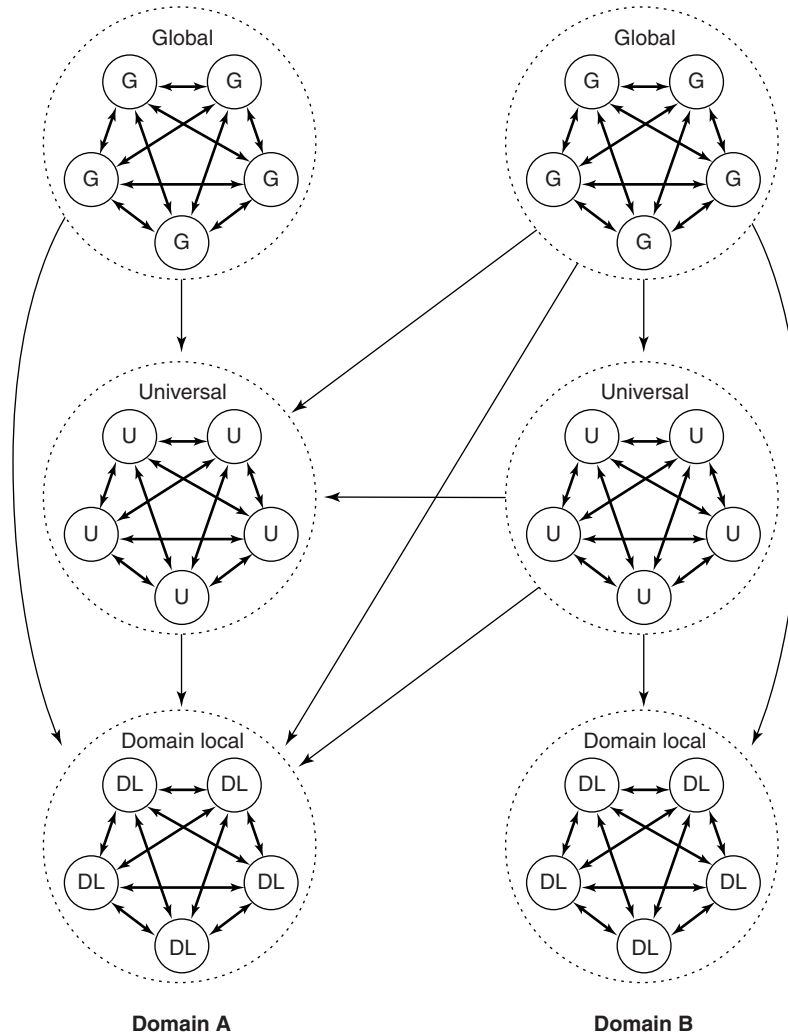 Global
Global
G G
G G
G G
G G
G
G
Universal
Universal
U U
U U
U U
U U
U
U
Domain local
Domain local
DL DL
DL DL
DL DL
DL DL
DL
DL
Domain A
Domain B